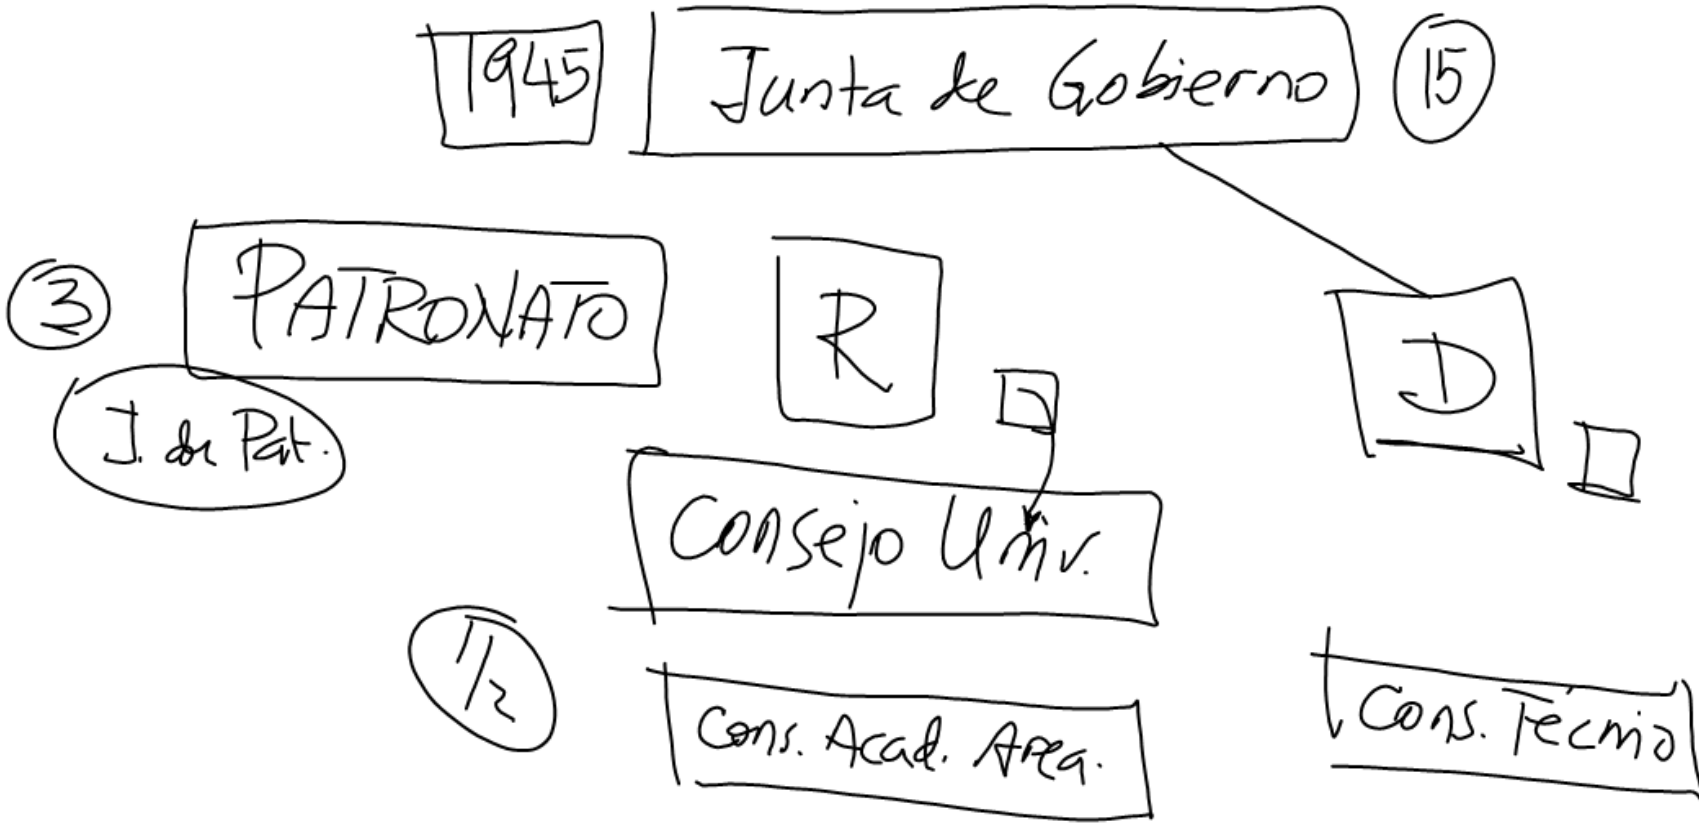 1945 Junta de Gobierno 15
3 PATRONATO R D
J. de Pat.
Consejo Univ.
1/2
Cons. Acad. Area. Cons. Técnico